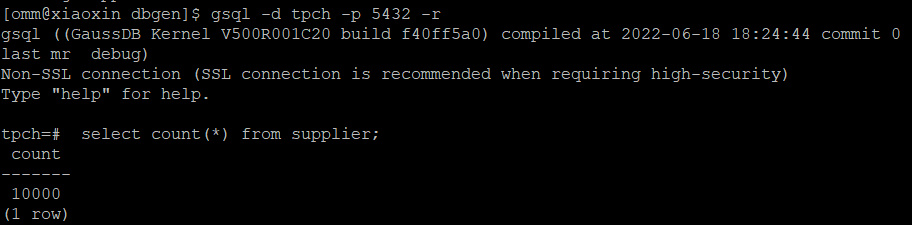 [omm@xiaoxin dbgen]$ gsql -d tpch -p 5432 -r
gsql ((GaussDB Kernel V500R001C20 build f40ff5a0) compiled at 2022-06-18 18:24:44 commit 0
last mr  debug)
Non-SSL connection (SSL connection is recommended when requiring high-security)
Type "help" for help.
tpch=#  select count(*) from supplier;
 count
-------
 10000
(1 row)